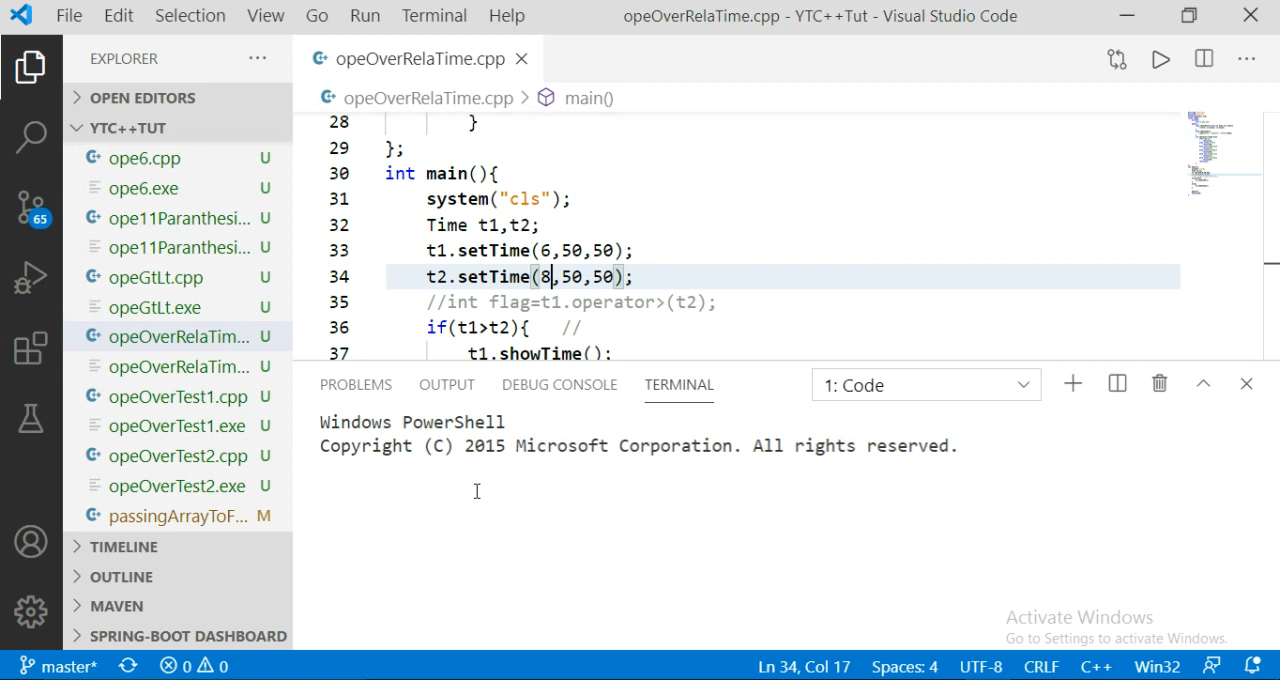 File Edit Selection View Go Run Terminal Help opeOverRelaTime.cpp - YTC++Tut - Visual Studio Code
EXPLORER
OPEN EDITORS
YTC++TUT
ope6.cpp U
ope6.exe U
ope11Paranthesi... U
ope11Paranthesi... U
opeGtLt.cpp U
opeGtLt.exe U
opeOverRelaTim... U
opeOverRelaTim... U
opeOverTest1.cpp U
opeOverTest1.exe U
opeOverTest2.cpp U
opeOverTest2.exe U
passingArrayToF... M
TIMELINE
OUTLINE
MAVEN
SPRING-BOOT DASHBOARD
65
opeOverRelaTime.cpp
opeOverRelaTime.cpp > main()
28 }
29 };
30 int main(){
31 system("cls");
32 Time t1,t2;
33 t1.setTime(6,50,50);
34 t2.setTime(8,50,50);
35 //int flag=t1.operator>(t2);
36 if(t1>t2){ //
37 t1.showTime();
PROBLEMS OUTPUT DEBUG CONSOLE TERMINAL 1: Code
Windows PowerShell
Copyright (C) 2015 Microsoft Corporation. All rights reserved.
Activate Windows
Go to Settings to activate Windows.
master* 0 0 Ln 34, Col 17 Spaces: 4 UTF-8 CRLF C++ Win32